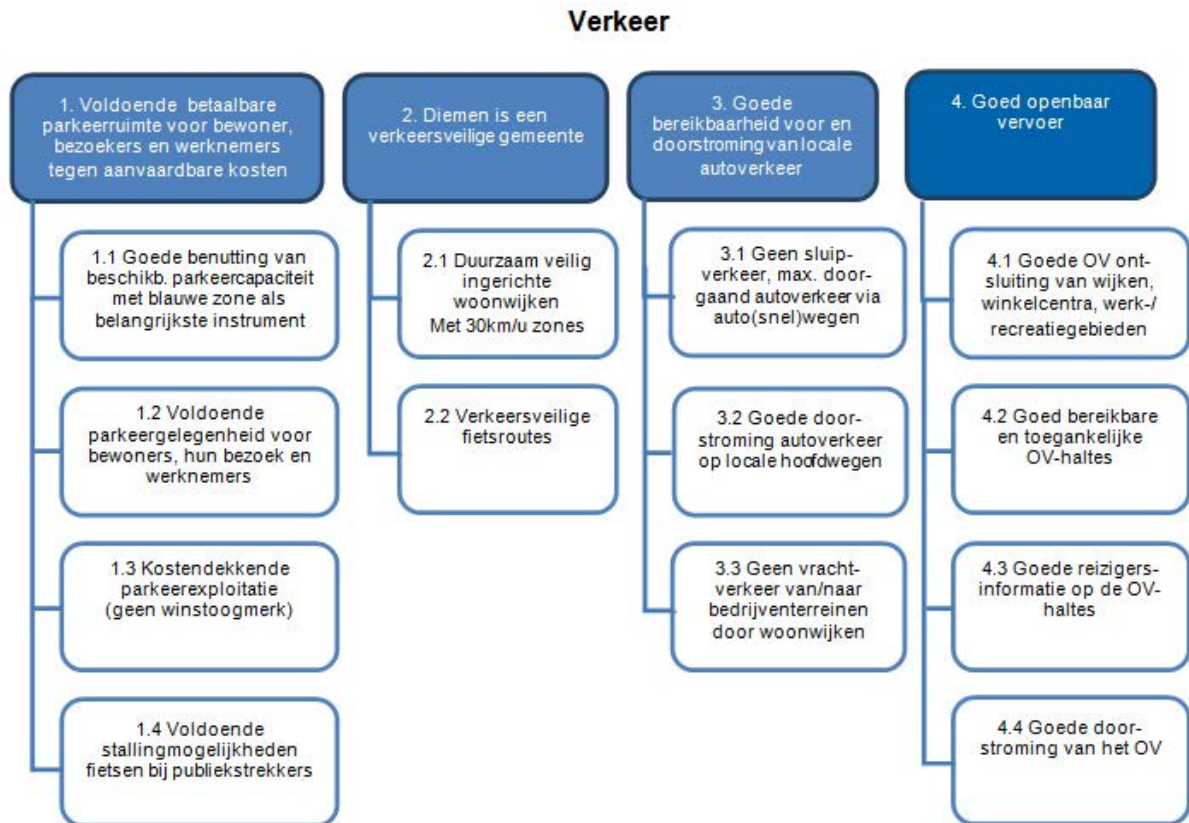 Verkeer
1. Voldoende betaalbare
parkeerruimte voor bewoner,
bezoekers en werknemers
tegen aanvaardbare kosten
1.1 Goede benutting van
beschikb. parkeercapaciteit
met blauwe zone als
belangrijkste instrument
1.2 Voldoende
parkeergelegenheid voor
bewoners, hun bezoek en
werknemers
1.3 Kostendekkende
parkeerexploitatie
(geen winstoogmerk)
1.4 Voldoende
stallingmogelijkheden
fietsen bij publiekstrekkers
2. Diemen is een
verkeersveilige gemeente
2.1 Duurzaam veilig
ingerichte
woonwijken
Met 30km/u zones
2.2 Verkeersveilige
fietsroutes
3. Goede
bereikbaarheid voor en
doorstroming van locale
autoverkeer
3.1 Geen sluip-
verkeer, max. door-
gaand autoverkeer via
auto(snel)wegen
3.2 Goede door-
stroming autoverkeer
op locale hoofdwegen
3.3 Geen vracht-
verkeer van/naar
bedrijventerreinen
door woonwijken
4. Goed openbaar
vervoer
4.1 Goede OV ont-
sluiting van wijken,
winkelcentra, werk-/
recreatiegebieden
4.2 Goed bereikbare
en toegankelijke
OV-haltes
4.3 Goede reizigers-
informatie op de OV-
haltes
4.4 Goede door-
stroming van het OV